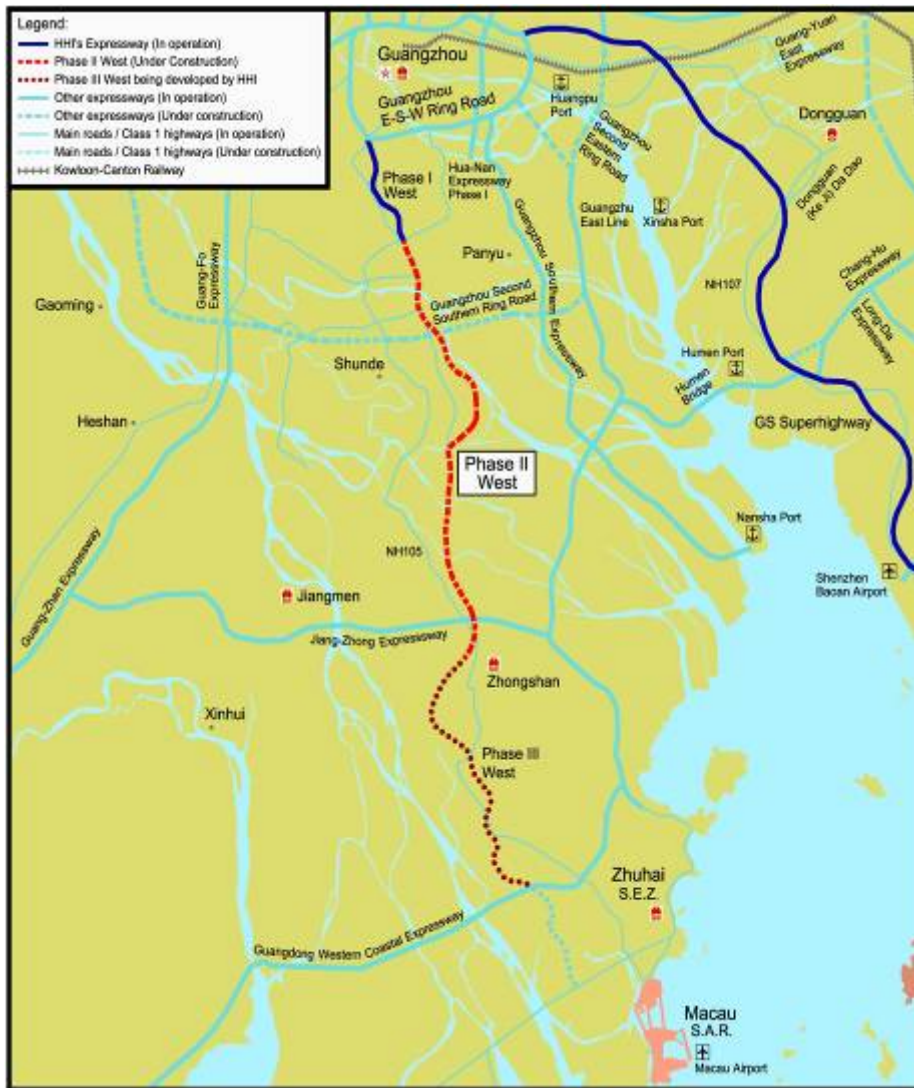 Legend:
HHI's Expressway (In operation)
Phase II West (Under Construction)
Phase III West being developed by HHI
Other expressways (In operation)
Other expressways (Under construction)
Main roads / Class 1 highways (In operation)
Main roads / Class 1 highways (Under construction)
Kowloon-Canton Railway
Guangzhou
Guangzhou
E-S-W Ring Road
Huangpu
Port
Guang-Yuan
East
Expressway
Dongguan
Guangzhou
Second
Eastern
Ring Road
Phase I
West
Hua-Nan
Expressway
Phase I
Guangzhu
East Line
Xinsha Port
Dongguan
(Ke Ji) Da Dao
Panyu
Guangzhou Southern Expressway
Guang-Fo
Expressway
Gaoming
Guangzhou Second
Southern Ring Road
NH107
Chang-Hu
Expressway
Long-Da
Expressway
Shunde
Humen Port
Humen
Bridge
Heshan
GS Superhighway
Phase II
West
Nansha Port
NH105
Shenzhen
Baoan Airport
Guang-Zhan Expressway
Jiangmen
Jiang-Zhong Expressway
Zhongshan
Xinhui
Phase III
West
Zhuhai
S.E.Z.
Guangdong Western Coastal Expressway
Macau
S.A.R.
Macau Airport